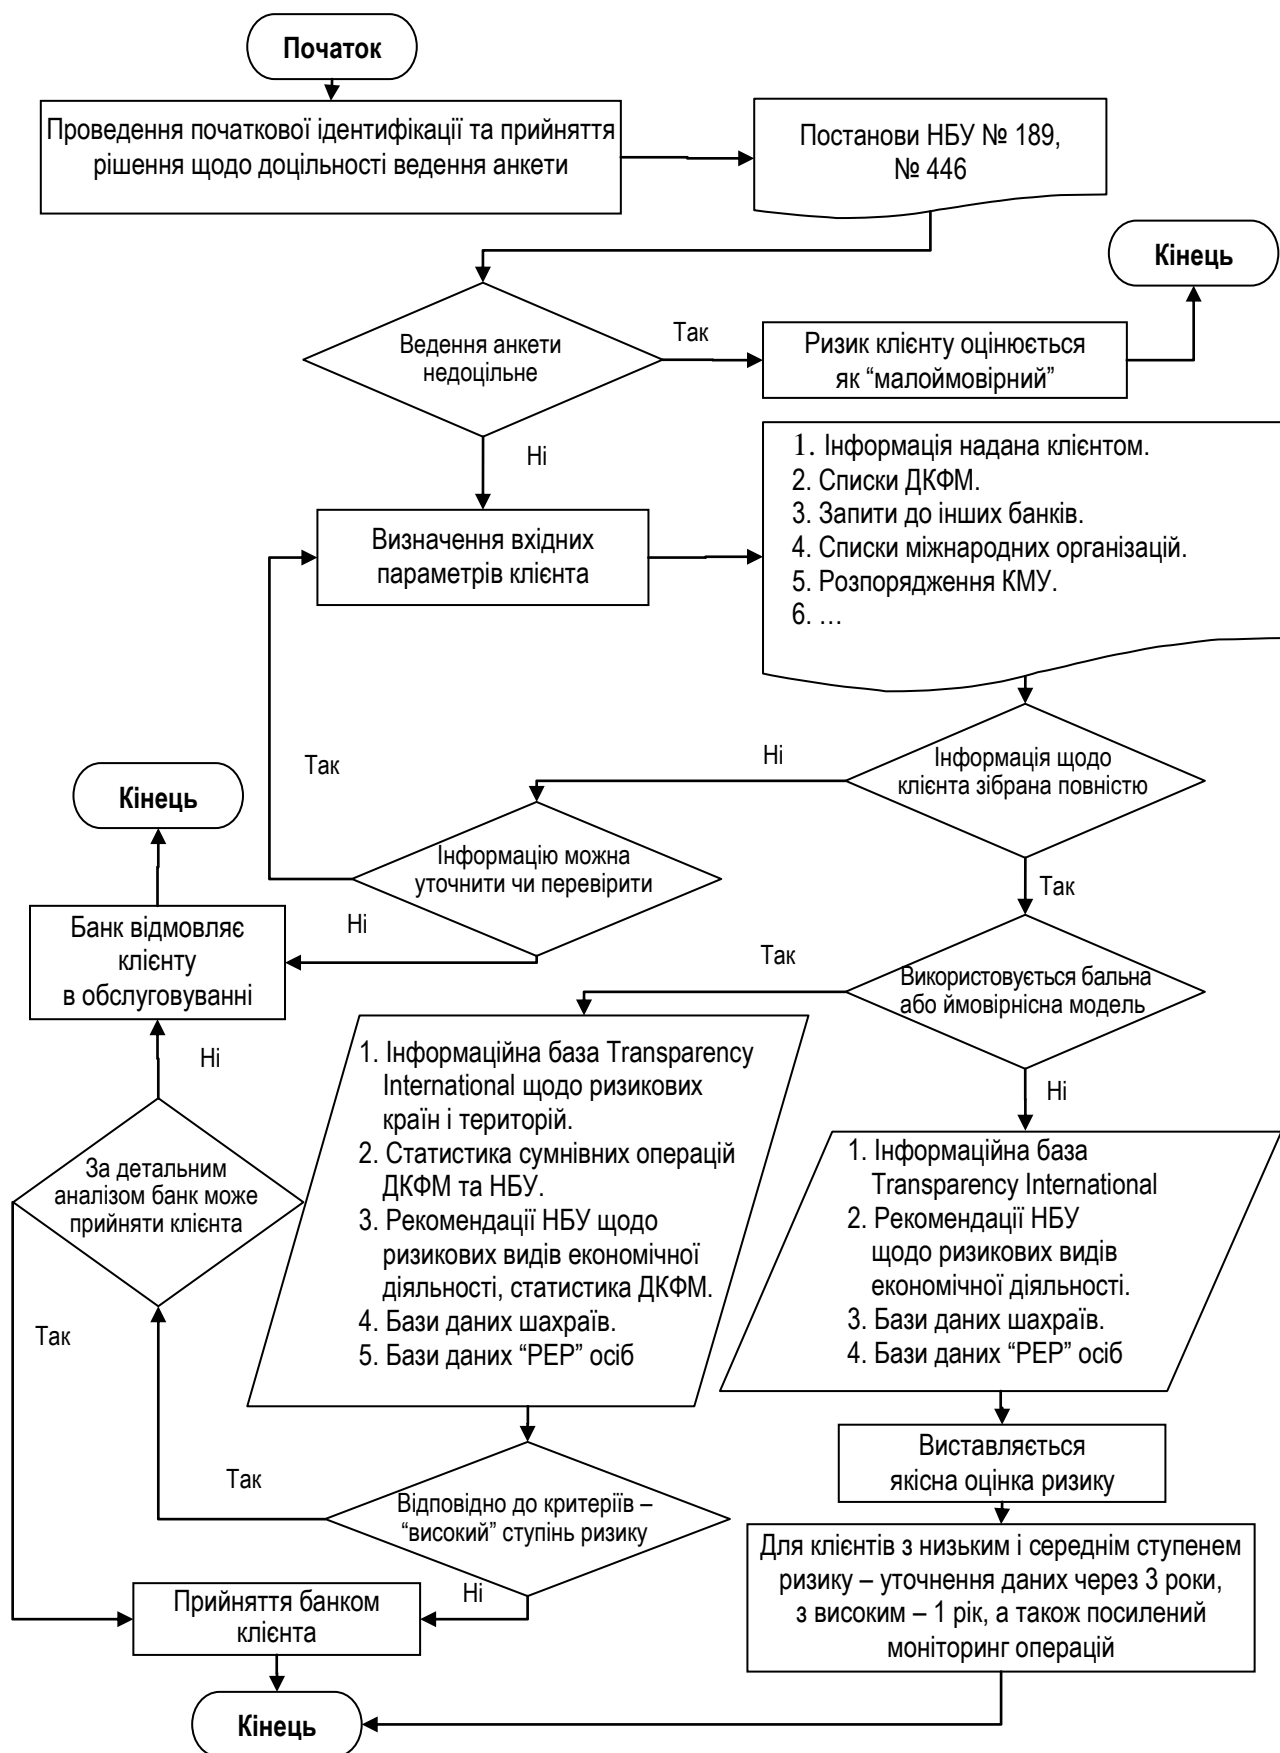 Початок
Проведення початкової ідентифікації та прийняття
рішення щодо доцільності ведення анкети
Постанови НБУ № 189,
№ 446
Кінець
Ведення анкети
недоцільне
Так
Ризик клієнту оцінюється
як “малоймовірний”
Ні
Визначення вхідних
параметрів клієнта
1. Інформація надана клієнтом.
2. Списки ДКФМ.
3. Запити до інших банків.
4. Списки міжнародних організацій.
5. Розпорядження КМУ.
6. …
Інформація щодо
клієнта зібрана повністю
Ні
Так
Кінець
Інформацію можна
уточнити чи перевірити
Так
Ні
Банк відмовляє
клієнту
в обслуговуванні
Так
Використовується бальна
або ймовірнісна модель
Ні
Ні
1. Інформаційна база Transparency
International щодо ризикових
країн і територій.
2. Статистика сумнівних операцій
ДКФМ та НБУ.
3. Рекомендації НБУ щодо
ризикових видів економічної
діяльності, статистика ДКФМ.
4. Бази даних шахраїв.
5. Бази даних “PEP” осіб
1. Інформаційна база
Transparency International
2. Рекомендації НБУ
щодо ризикових видів
економічної діяльності.
3. Бази даних шахраїв.
4. Бази даних “PEP” осіб
За детальним
аналізом банк може
прийняти клієнта
Так
Виставляється
якісна оцінка ризику
Так
Відповідно до критеріїв –
“високий” ступінь ризику
Ні
Для клієнтів з низьким і середнім ступенем
ризику – уточнення даних через 3 роки,
з високим – 1 рік, а також посилений
моніторинг операцій
Прийняття банком
клієнта
Кінець